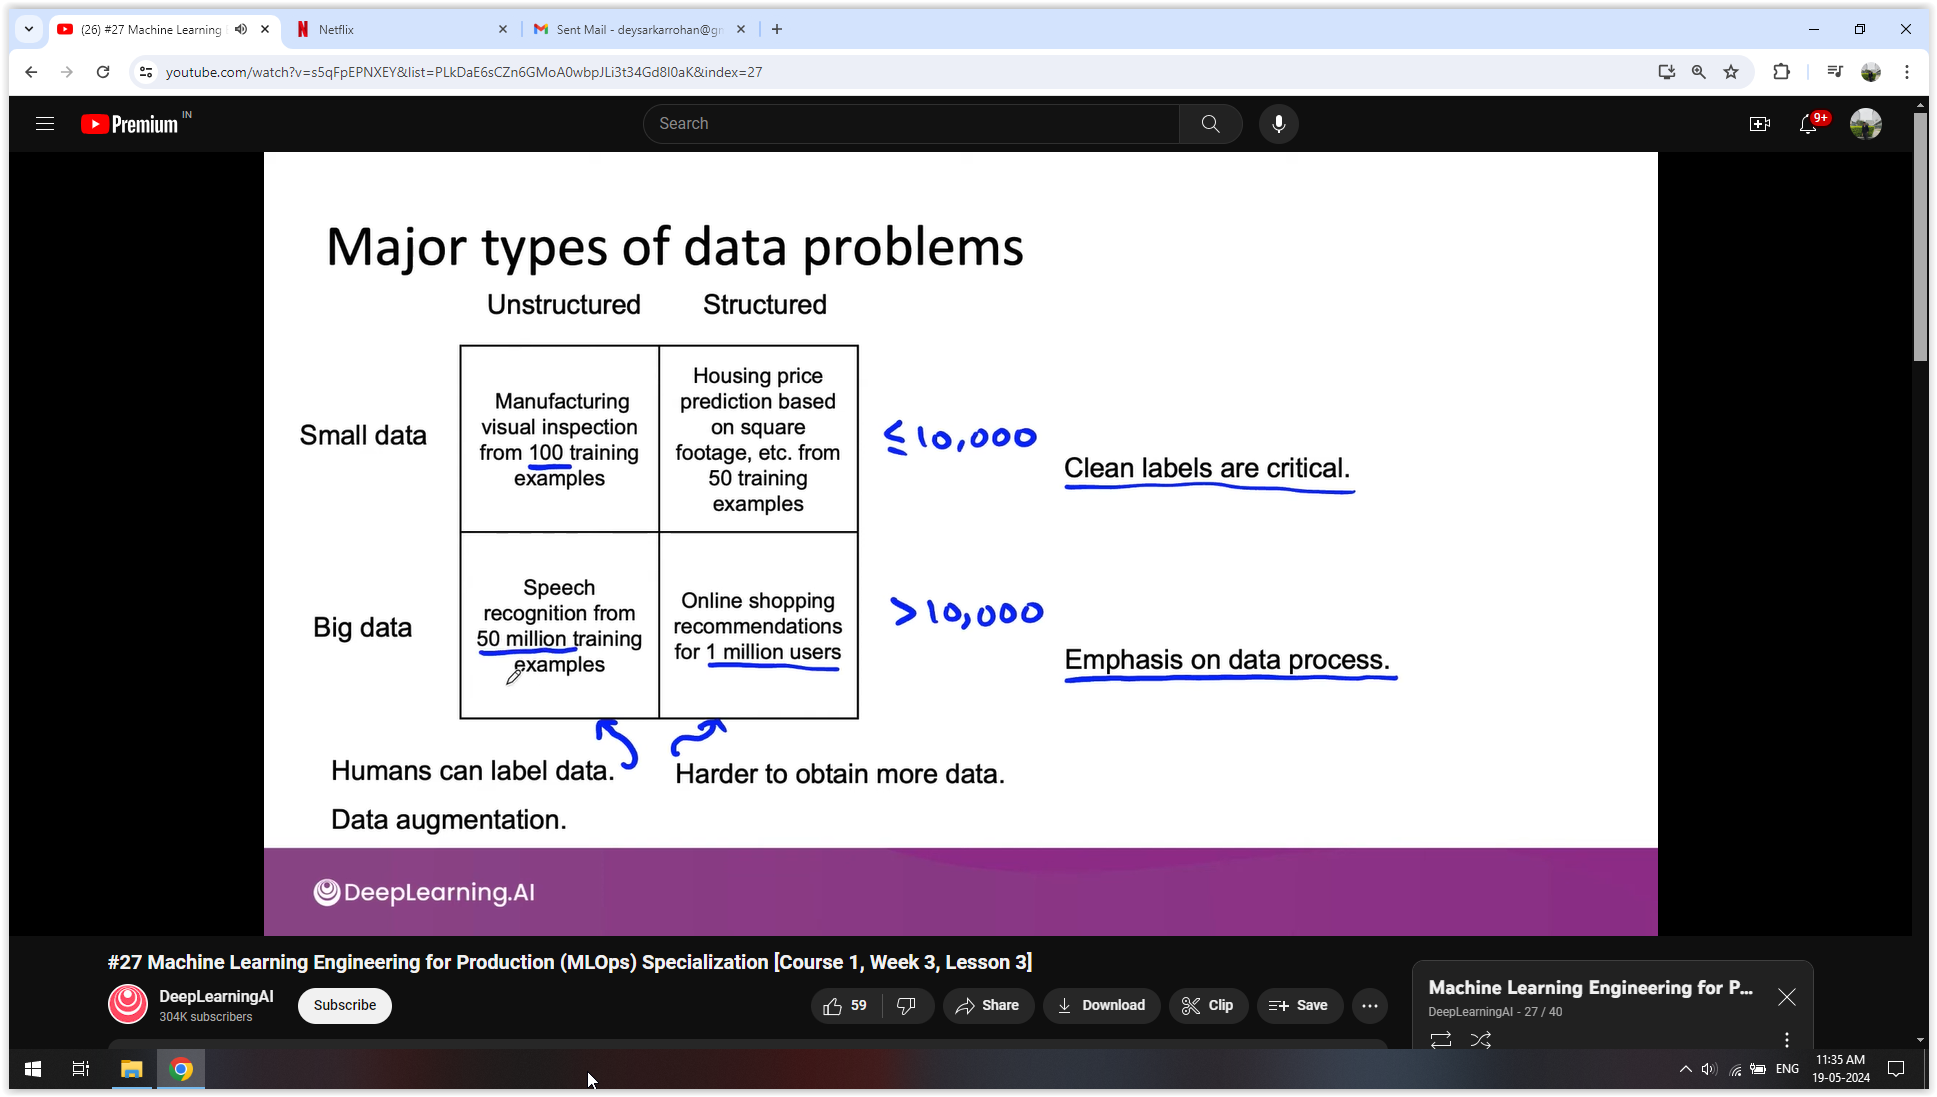 (26) #27 Machine Learning
Netflix
Sent Mail - deysarkarrohan@gm
youtube.com/watch?v=s5qFpEPNXEY&list=PLkDaE6sCZn6GMoA0wbpJLi3t34Gd8l0aK&index=27
Premium IN
Search
9+
Major types of data problems
Unstructured Structured
Small data
Manufacturing
visual inspection
from 100 training
examples
Housing price
prediction based
on square
footage, etc. from
50 training
examples
≤10,000
Clean labels are critical.
Big data
Speech
recognition from
50 million training
examples
Online shopping
recommendations
for 1 million users
>10,000
Emphasis on data process.
Humans can label data.
Harder to obtain more data.
Data augmentation.
DeepLearning.AI
#27 Machine Learning Engineering for Production (MLOps) Specialization [Course 1, Week 3, Lesson 3]
DeepLearningAI
304K subscribers
Subscribe
59
Share
Download
Clip
Save
Machine Learning Engineering for P...
DeepLearningAI - 27 / 40
ENG
11:35 AM
19-05-2024